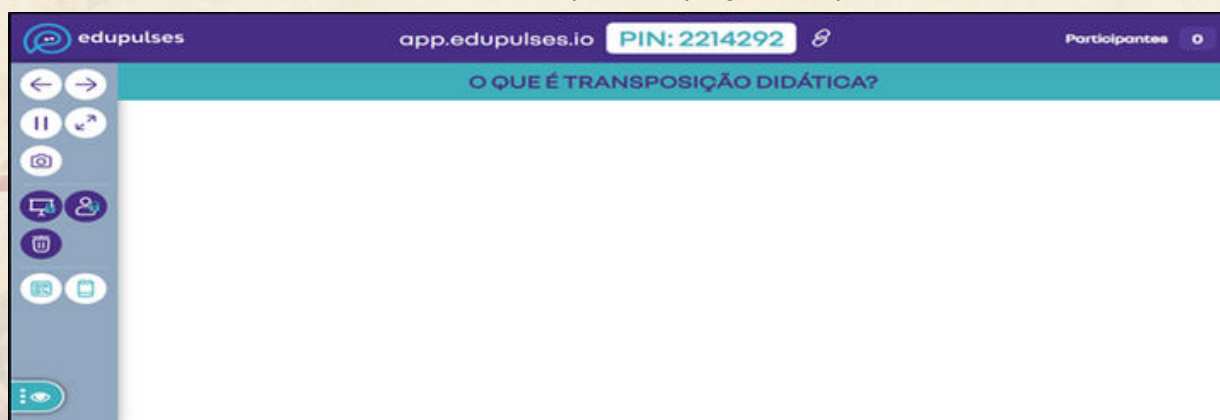 edupulses
app.edupulses.io PIN: 2214292
Participantes 0
O QUE É TRANSPOSIÇÃO DIDÁTICA?